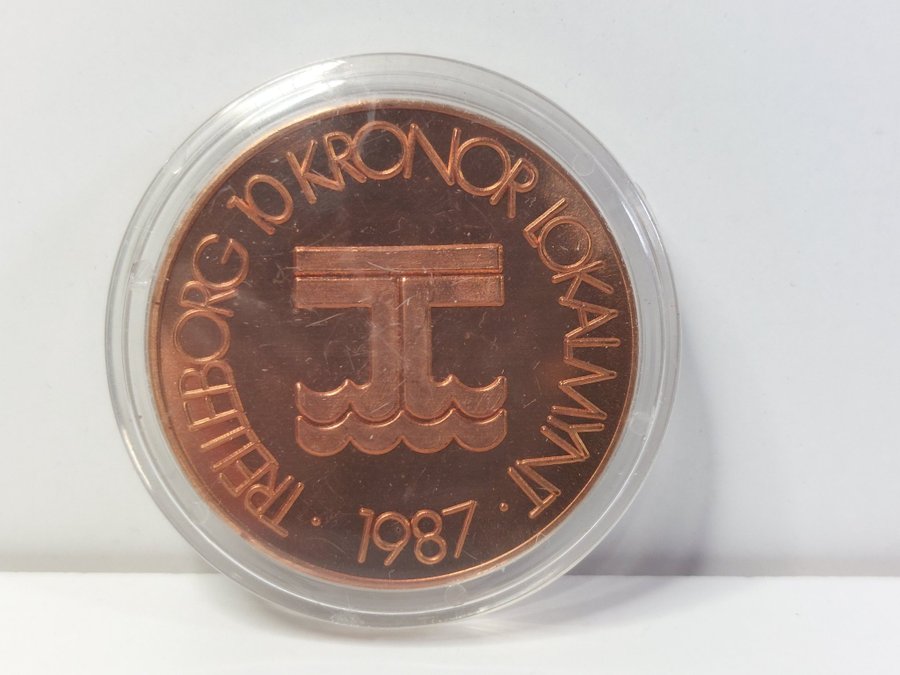 TRELLEBORG 10 KRONOR LOKALMYNT
· 1987 ·